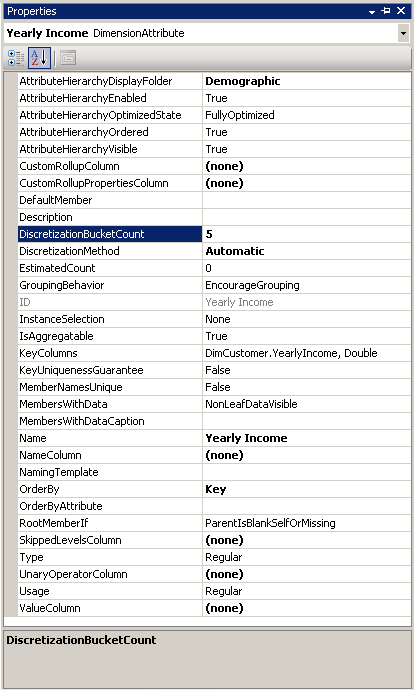 Properties
Yearly Income DimensionAttribute
AttributeHierarchyDisplayFolder Demographic
AttributeHierarchyEnabled True
AttributeHierarchyOptimizedState FullyOptimized
AttributeHierarchyOrdered True
AttributeHierarchyVisible True
CustomRollupColumn (none)
CustomRollupPropertiesColumn (none)
DefaultMember
Description
DiscretizationBucketCount 5
DiscretizationMethod Automatic
EstimatedCount 0
GroupingBehavior EncourageGrouping
ID Yearly Income
InstanceSelection None
IsAggregatable True
KeyColumns DimCustomer.YearlyIncome, Double
KeyUniquenessGuarantee False
MemberNamesUnique False
MembersWithData NonLeafDataVisible
MembersWithDataCaption
Name Yearly Income
NameColumn (none)
NamingTemplate
OrderBy Key
OrderByAttribute
RootMemberIf ParentIsBlankSelfOrMissing
SkippedLevelsColumn (none)
Type Regular
UnaryOperatorColumn (none)
Usage Regular
ValueColumn (none)
DiscretizationBucketCount